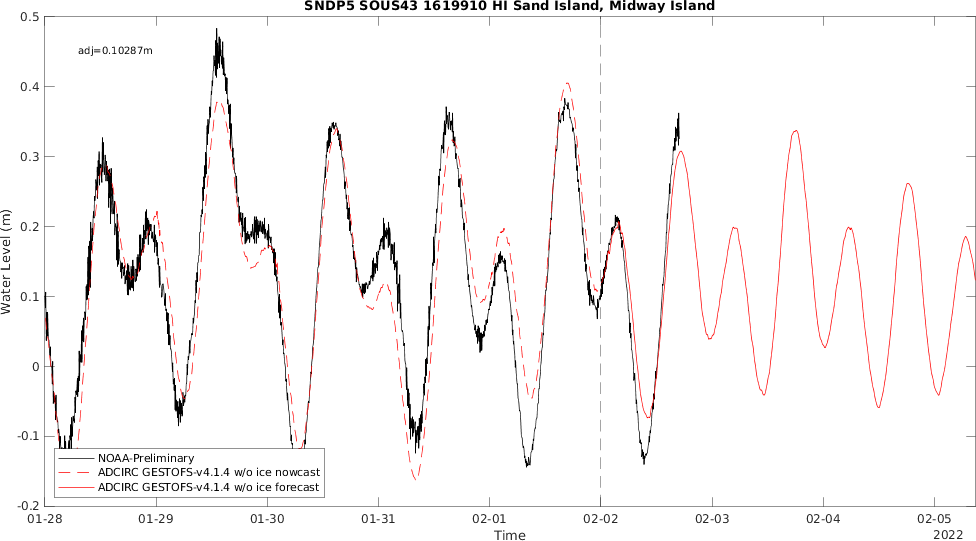 SNDP5 SOUS43 1619910 HI Sand Island, Midway Island
adj=0.10287m
Water Level (m)
0.5
0.4
0.3
0.2
0.1
0
-0.1
-0.2
NOAA-Preliminary
ADCIRC GESTOFS-v4.1.4 w/o ice nowcast
ADCIRC GESTOFS-v4.1.4 w/o ice forecast
01-28 01-29 01-30 01-31 02-01 02-02 02-03 02-04 02-05
Time
2022